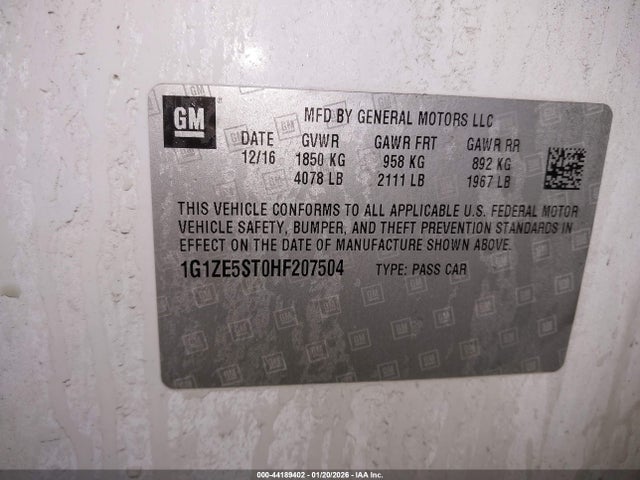 GM
MFD BY GENERAL MOTORS LLC
DATE GVWR GAWR FRT GAWR RR
12/16 1850 KG 958 KG 892 KG
4078 LB 2111 LB 1967 LB
THIS VEHICLE CONFORMS TO ALL APPLICABLE U.S. FEDERAL MOTOR
VEHICLE SAFETY, BUMPER, AND THEFT PREVENTION STANDARDS IN
EFFECT ON THE DATE OF MANUFACTURE SHOWN ABOVE.
1G1ZE5ST0HF207504 TYPE: PASS CAR
000-44189402 - 01/20/2026 - IAA Inc.